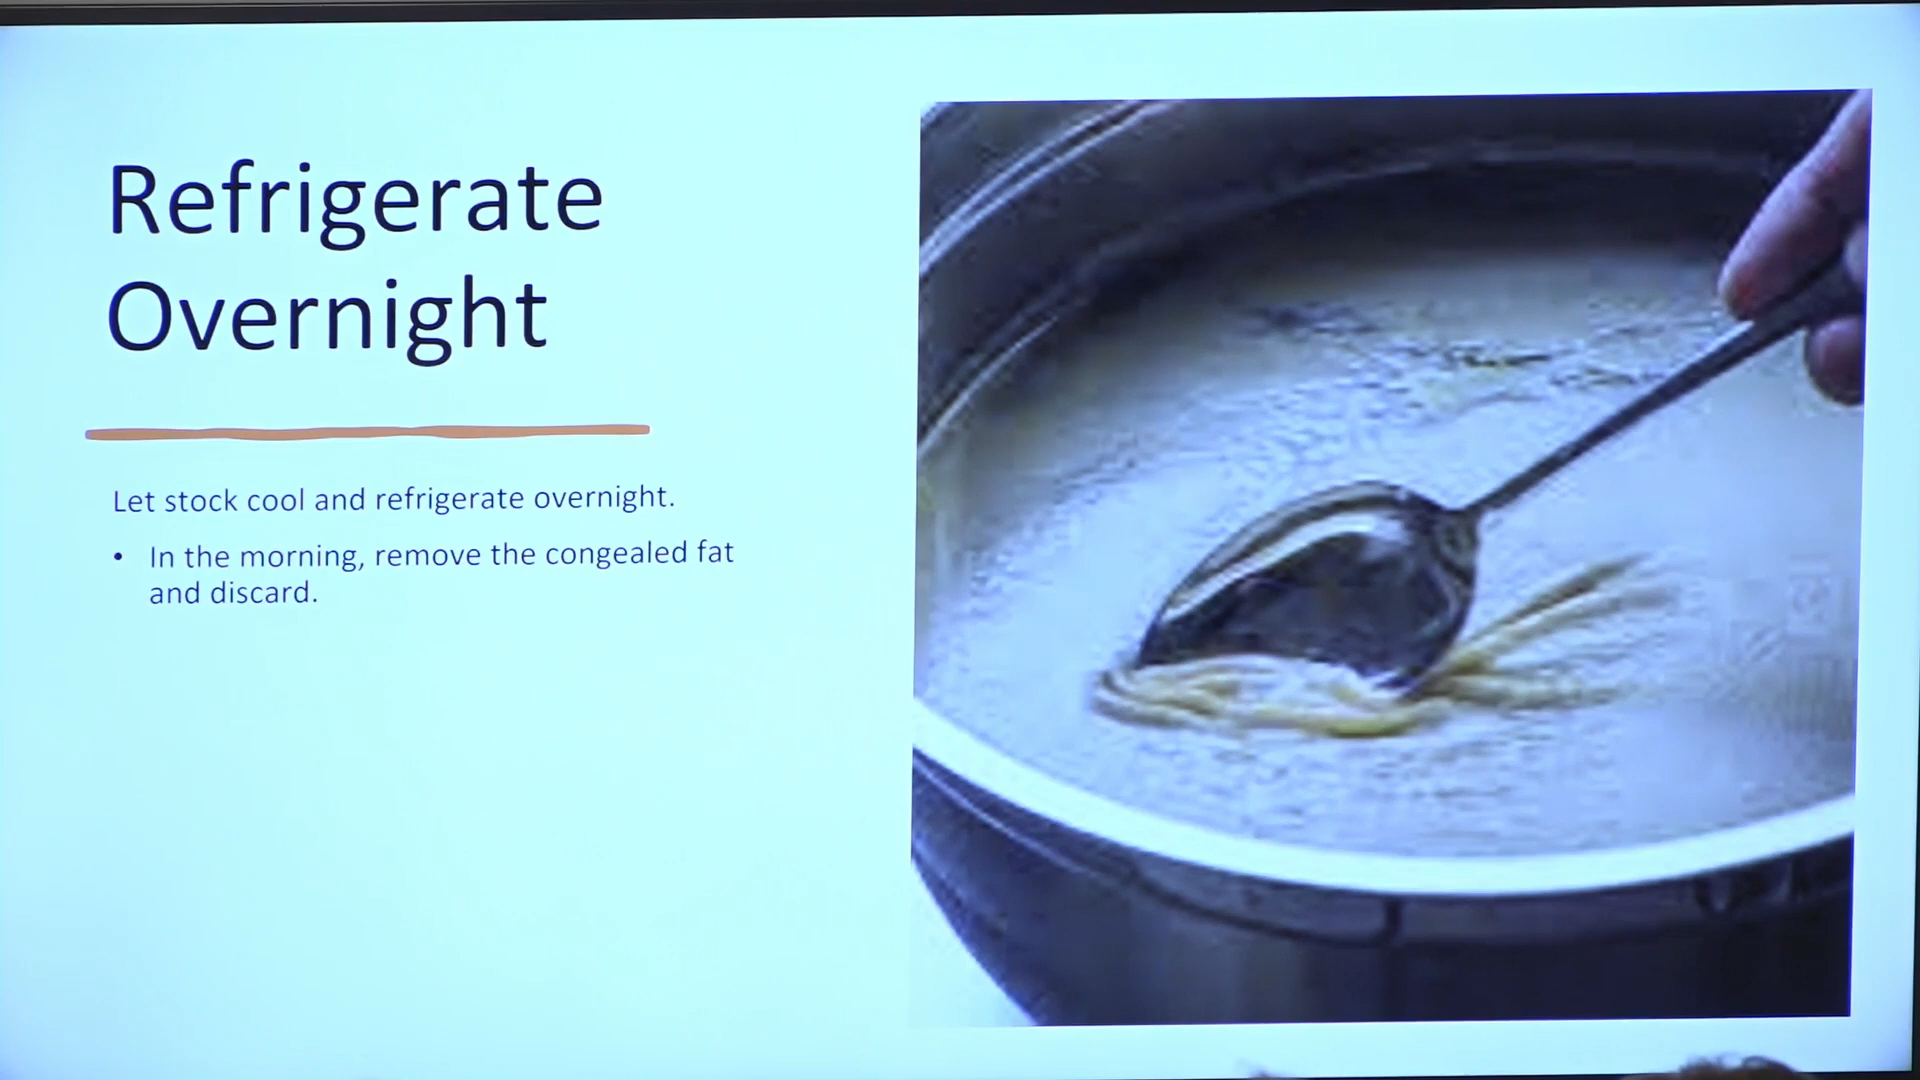 Refrigerate
Overnight
Let stock cool and refrigerate overnight.
• In the morning, remove the congealed fat
and discard.